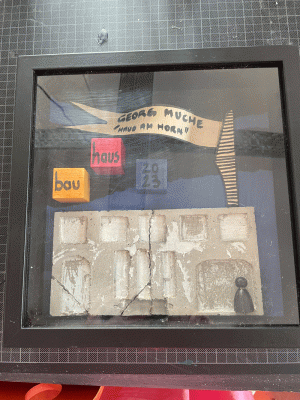 GEORG MUCHE
"HAUS AM HORN"
haus
bau
20
23